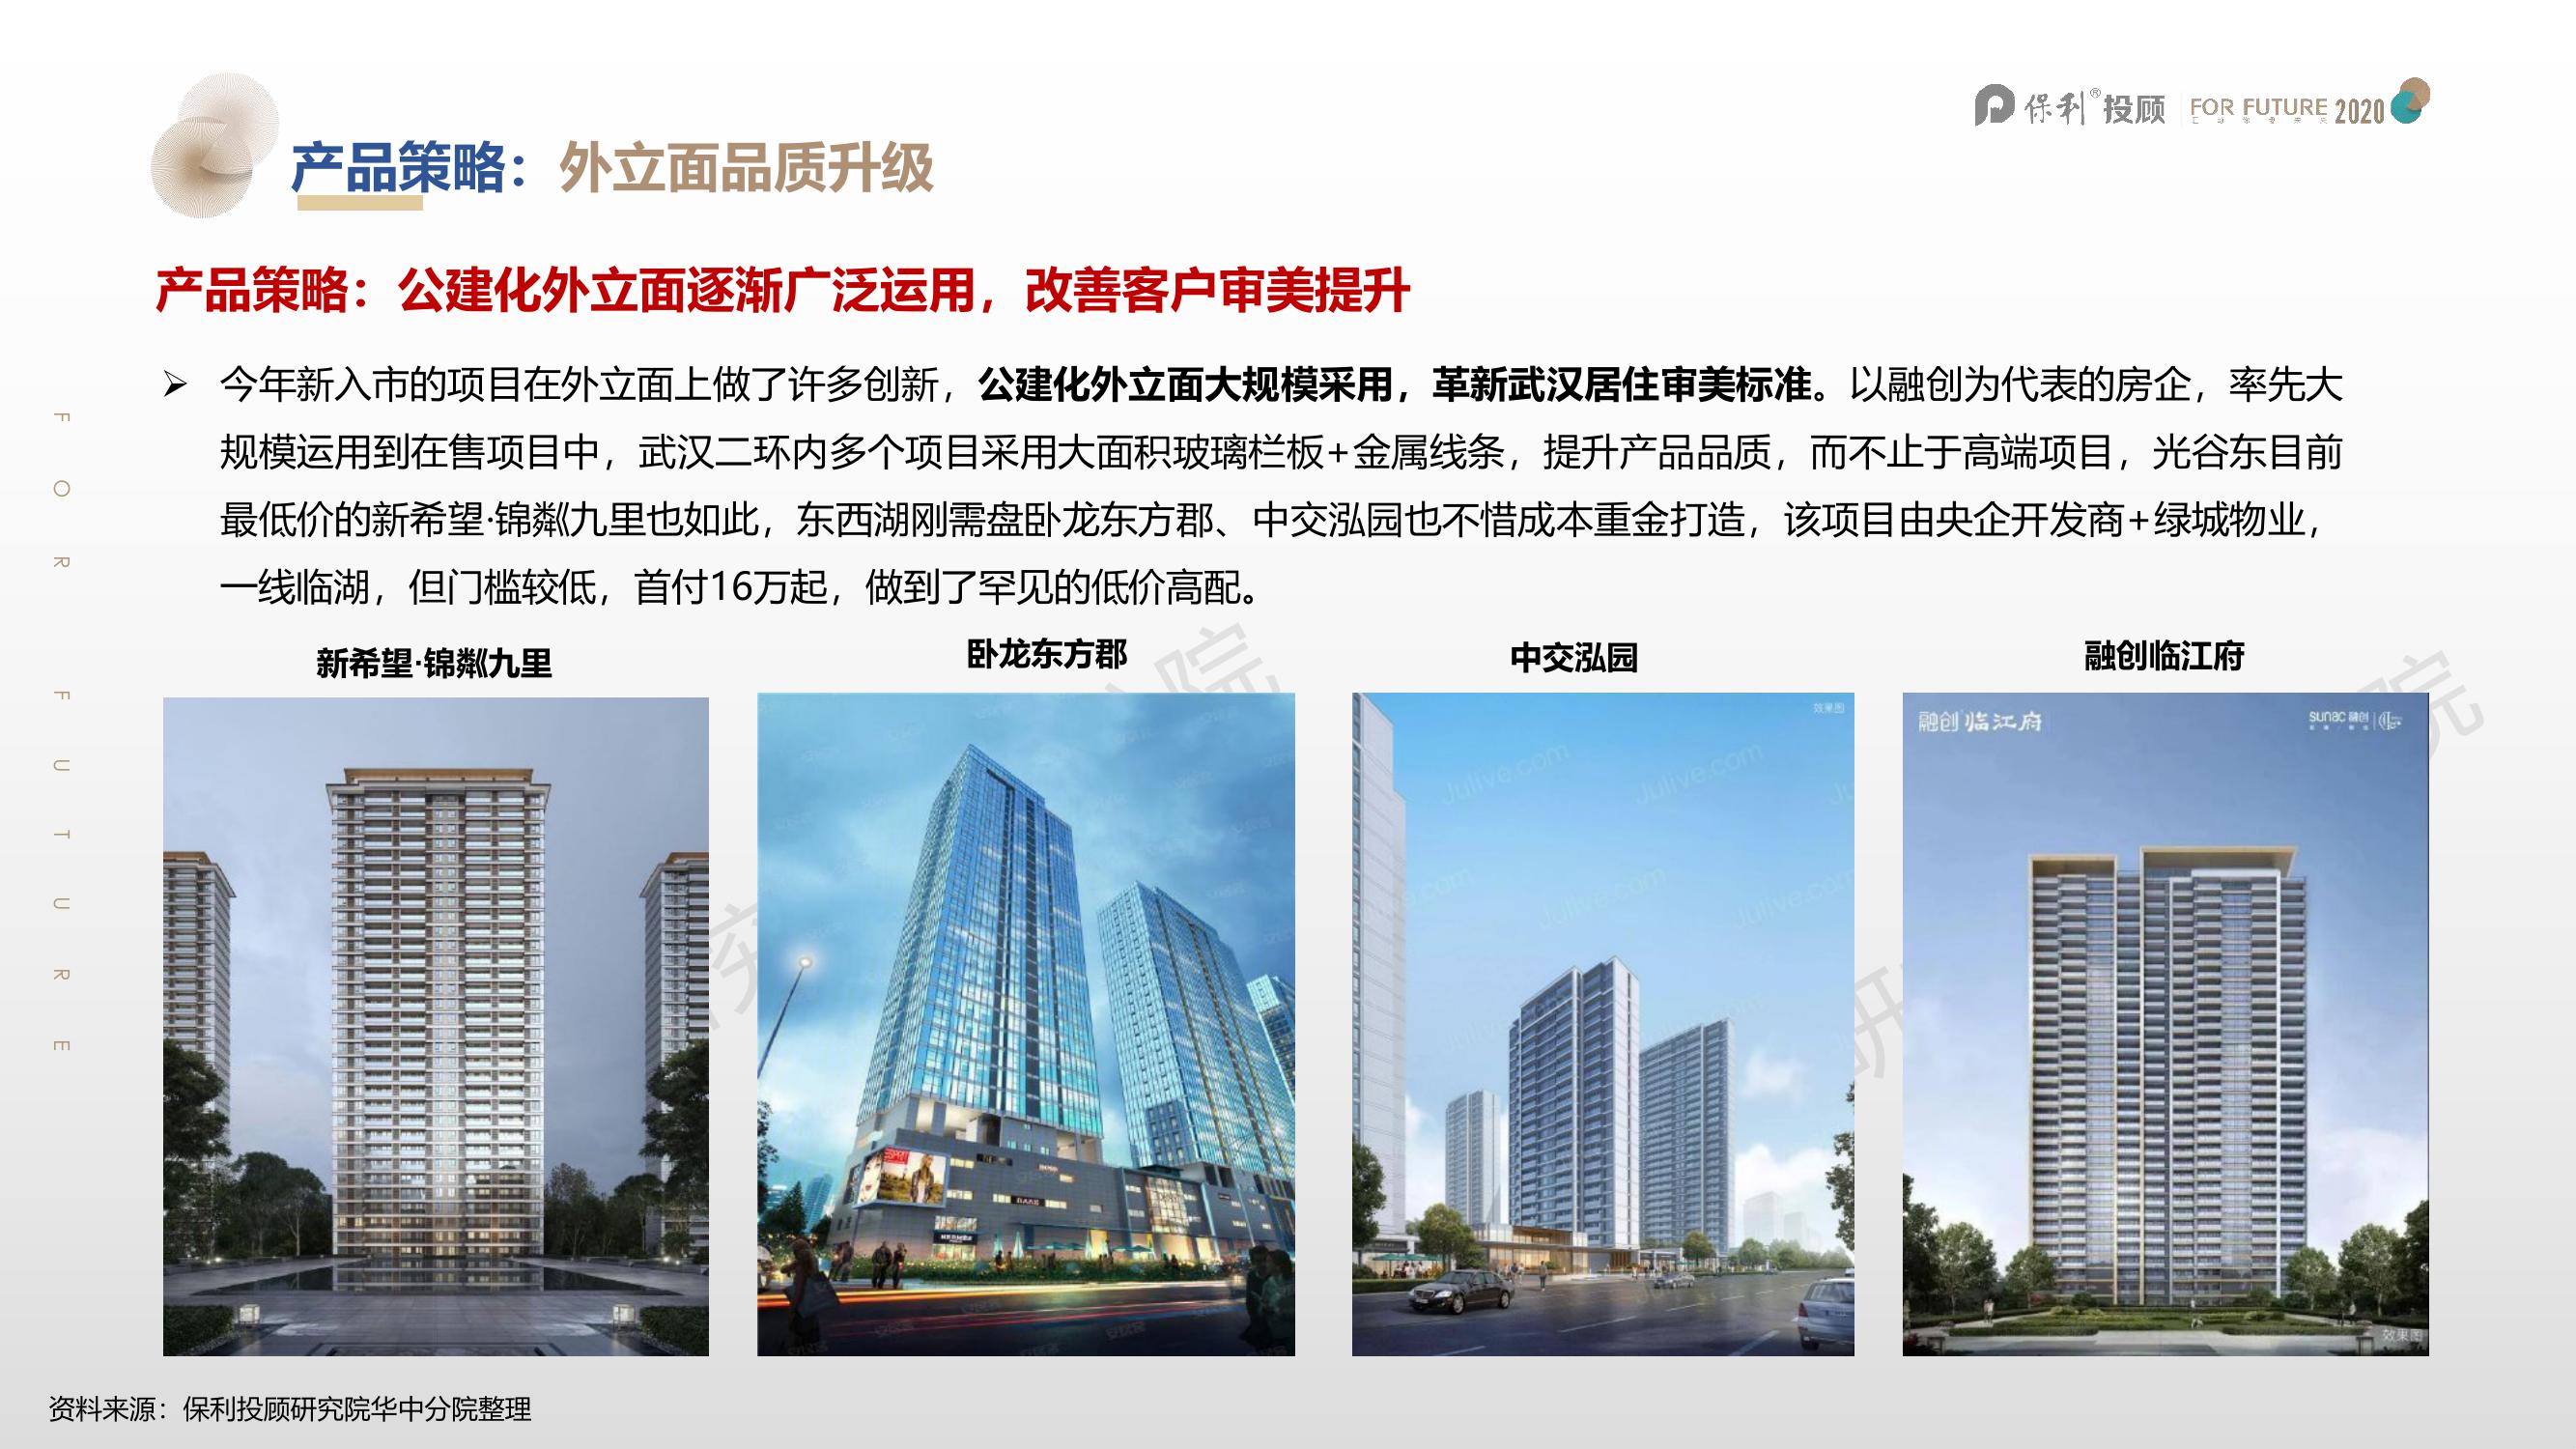 保利®投顾 FOR FUTURE 2020
产品策略：外立面品质升级
产品策略：公建化外立面逐渐广泛运用，改善客户审美提升
➢ 今年新入市的项目在外立面上做了许多创新，公建化外立面大规模采用，革新武汉居住审美标准。以融创为代表的房企，率先大
规模运用到在售项目中，武汉二环内多个项目采用大面积玻璃栏板+金属线条，提升产品品质，而不止于高端项目，光谷东目前
最低价的新希望·锦粼九里也如此，东西湖刚需盘卧龙东方郡、中交泓园也不惜成本重金打造，该项目由央企开发商+绿城物业，
一线临湖，但门槛较低，首付16万起，做到了罕见的低价高配。
FOR FUTURE
新希望·锦粼九里
卧龙东方郡
中交泓园
融创临江府
效果图
Julive.com
融创 临江府
sunac 融创
效果图
资料来源：保利投顾研究院华中分院整理